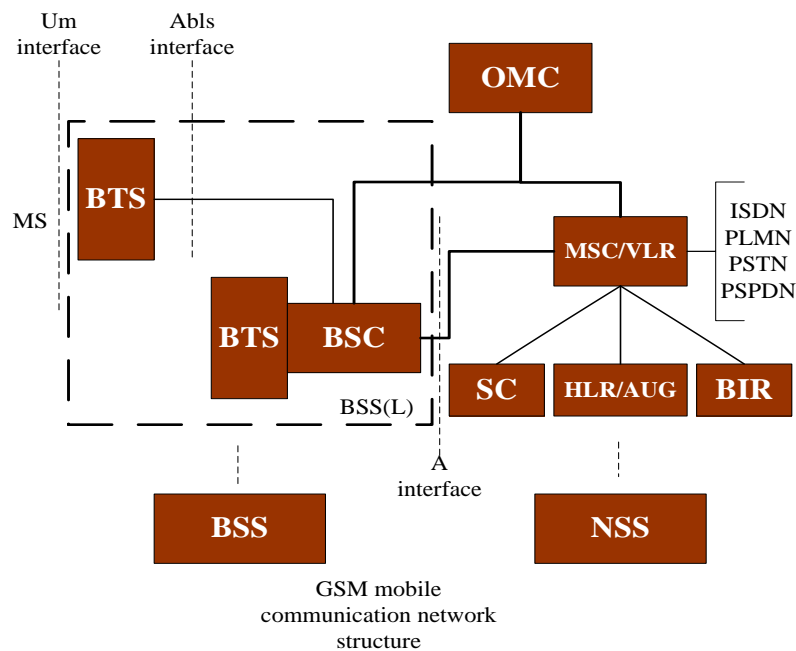 Um
interface
Abls
interface
OMC
BTS
MS
ISDN
PLMN
PSTN
PSPDN
MSC/VLR
BTS
BSC
SC
HLR/AUG
BIR
BSS(L)
A
interface
BSS
NSS
GSM mobile
communication network
structure